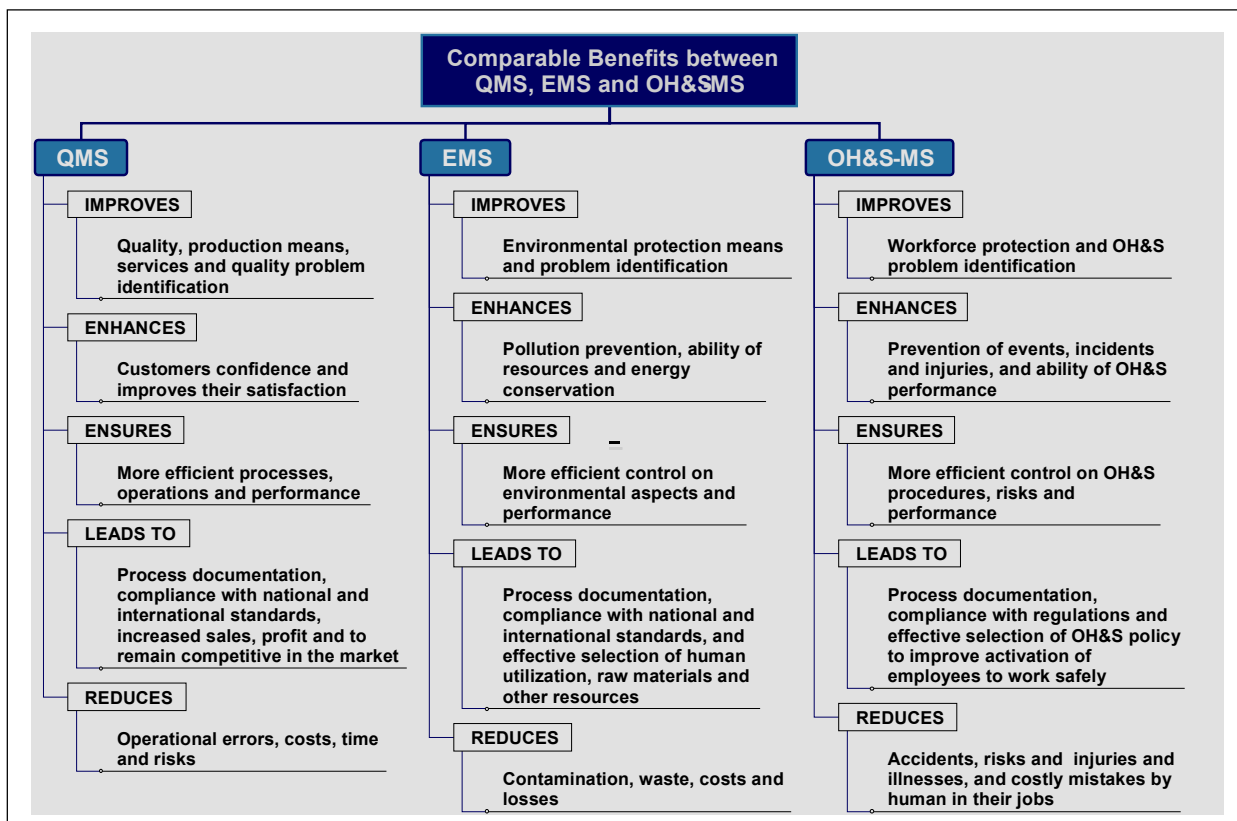 Comparable Benefits between
QMS, EMS and OH&SMS
QMS
IMPROVES
Quality, production means,
services and quality problem
identification
ENHANCES
Customers confidence and
improves their satisfaction
ENSURES
More efficient processes,
operations and performance
LEADS TO
Process documentation,
compliance with national and
international standards,
increased sales, profit and to
remain competitive in the market
REDUCES
Operational errors, costs, time
and risks
EMS
IMPROVES
Environmental protection means
and problem identification
ENHANCES
Pollution prevention, ability of
resources and energy
conservation
ENSURES
More efficient control on
environmental aspects and
performance
LEADS TO
Process documentation,
compliance with national and
international standards, and
effective selection of human
utilization, raw materials and
other resources
REDUCES
Contamination, waste, costs and
losses
OH&S-MS
IMPROVES
Workforce protection and OH&S
problem identification
ENHANCES
Prevention of events, incidents
and injuries, and ability of OH&S
performance
ENSURES
More efficient control on OH&S
procedures, risks and
performance
LEADS TO
Process documentation,
compliance with regulations and
effective selection of OH&S policy
to improve activation of
employees to work safely
REDUCES
Accidents, risks and injuries and
illnesses, and costly mistakes by
human in their jobs